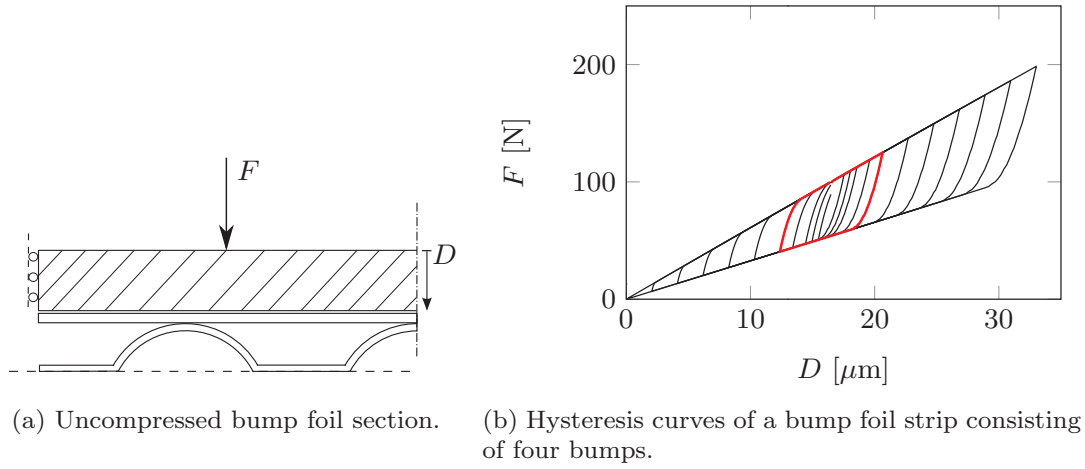 F
D
(a) Uncompressed bump foil section.
F [N]
200
100
0
0
10
20
30
D [μm]
(b) Hysteresis curves of a bump foil strip consisting
of four bumps.